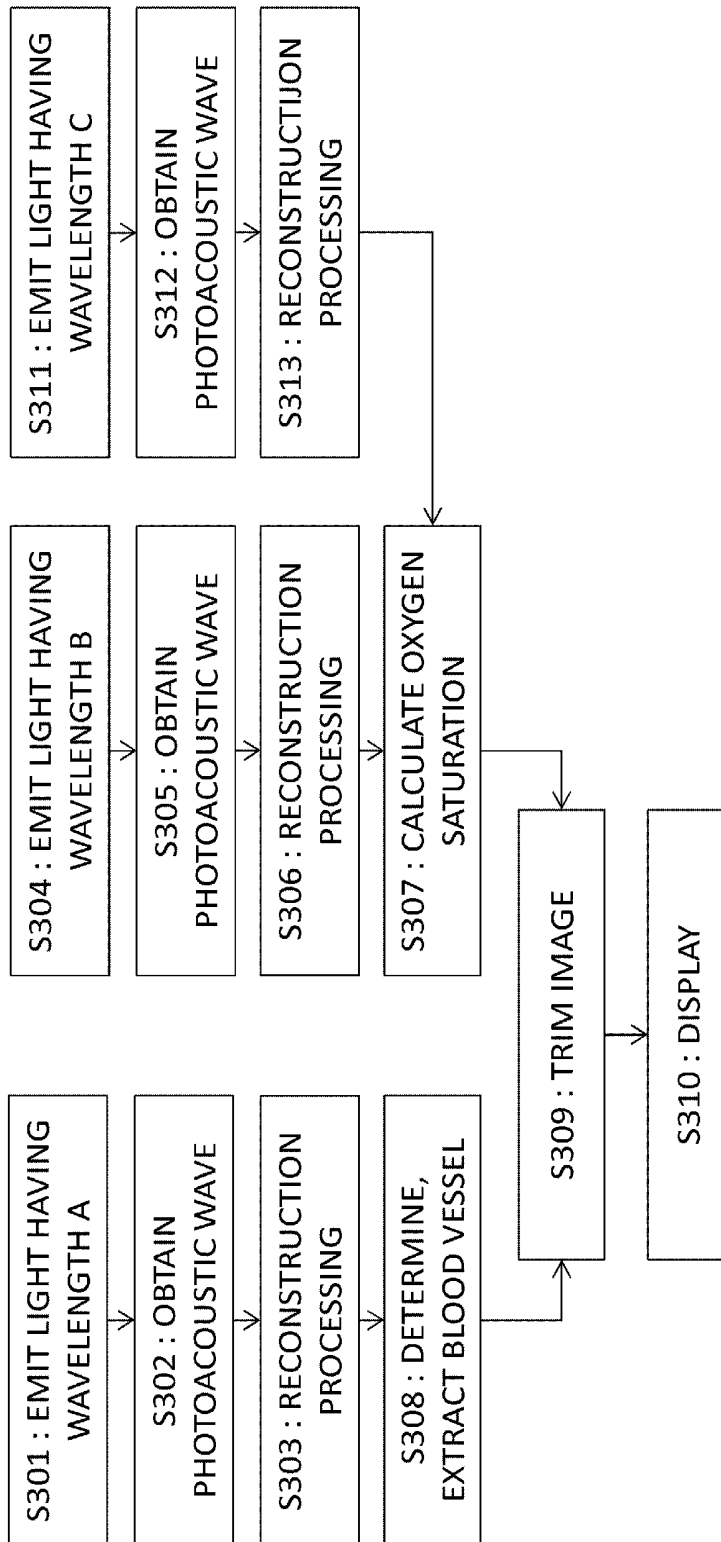 S301 : EMIT LIGHT HAVING
WAVELENGTH A
S302 : OBTAIN
PHOTOACOUSTIC WAVE
S303 : RECONSTRUCTION
PROCESSING
S308 : DETERMINE,
EXTRACT BLOOD VESSEL
S304 : EMIT LIGHT HAVING
WAVELENGTH B
S305 : OBTAIN
PHOTOACOUSTIC WAVE
S306 : RECONSTRUCTION
PROCESSING
S307 : CALCULATE OXYGEN
SATURATION
S311 : EMIT LIGHT HAVING
WAVELENGTH C
S312 : OBTAIN
PHOTOACOUSTIC WAVE
S313 : RECONSTRUCTIJON
PROCESSING
S309 : TRIM IMAGE
S310 : DISPLAY